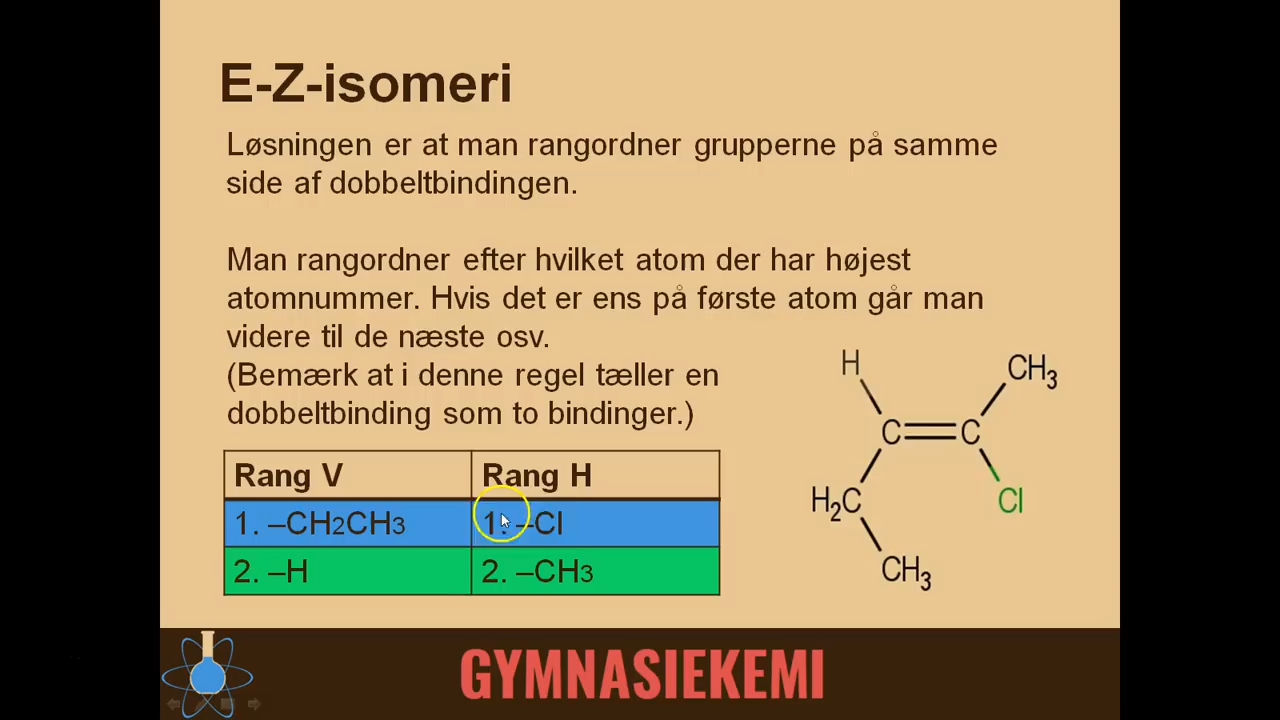 E-Z-isomeri
Løsningen er at man rangordner grupperne på samme
side af dobbeltbindingen.
Man rangordner efter hvilket atom der har højest
atomnummer. Hvis det er ens på første atom går man
videre til de næste osv.
(Bemærk at i denne regel tæller en
dobbeltbinding som to bindinger.)
H CH3
C C
H2C Cl
CH3
Rang V Rang H
1. –CH2CH3 1. –Cl
2. –H 2. –CH3
GYMNASIEKEMI